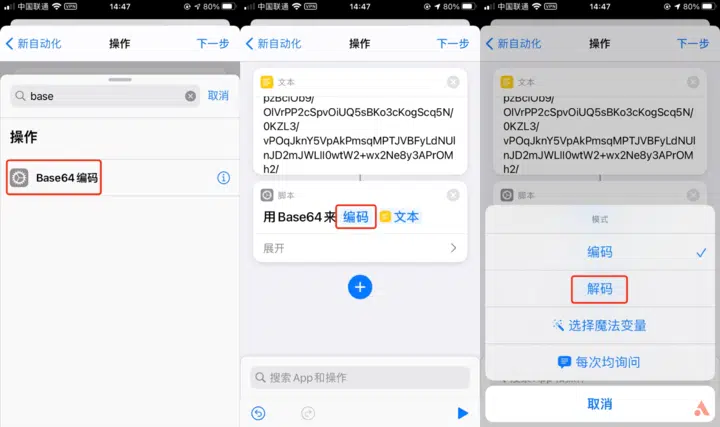 中国联通 VPN 14:47 80%
新自动化 操作 下一步
base 取消
操作
Base64 编码
中国联通 VPN 14:47 80%
新自动化 操作 下一步
文本
pzBclOb9/
OlVrPP2cSpvOiUQ5sBKo3cKogScq5N/
0KZL3/
vPOqJknY5VpAkPmsqMPTJVBFyLdNUl
nJD2mJWLlI0wtW2+wx2Ne8y3APrOM
h2/
脚本
用Base64来 编码 文本
展开
搜索 App 和操作
中国联通 VPN 14:47 80%
新自动化 操作 下一步
文本
pzBclOb9/
OlVrPP2cSpvOiUQ5sBKo3cKogScq5N/
0KZL3/
vPOqJknY5VpAkPmsqMPTJVBFyLdNUl
nJD2mJWLlI0wtW2+wx2Ne8y3APrOM
h2/
脚本
模式
编码
解码
选择魔法变量
每次均询问
取消